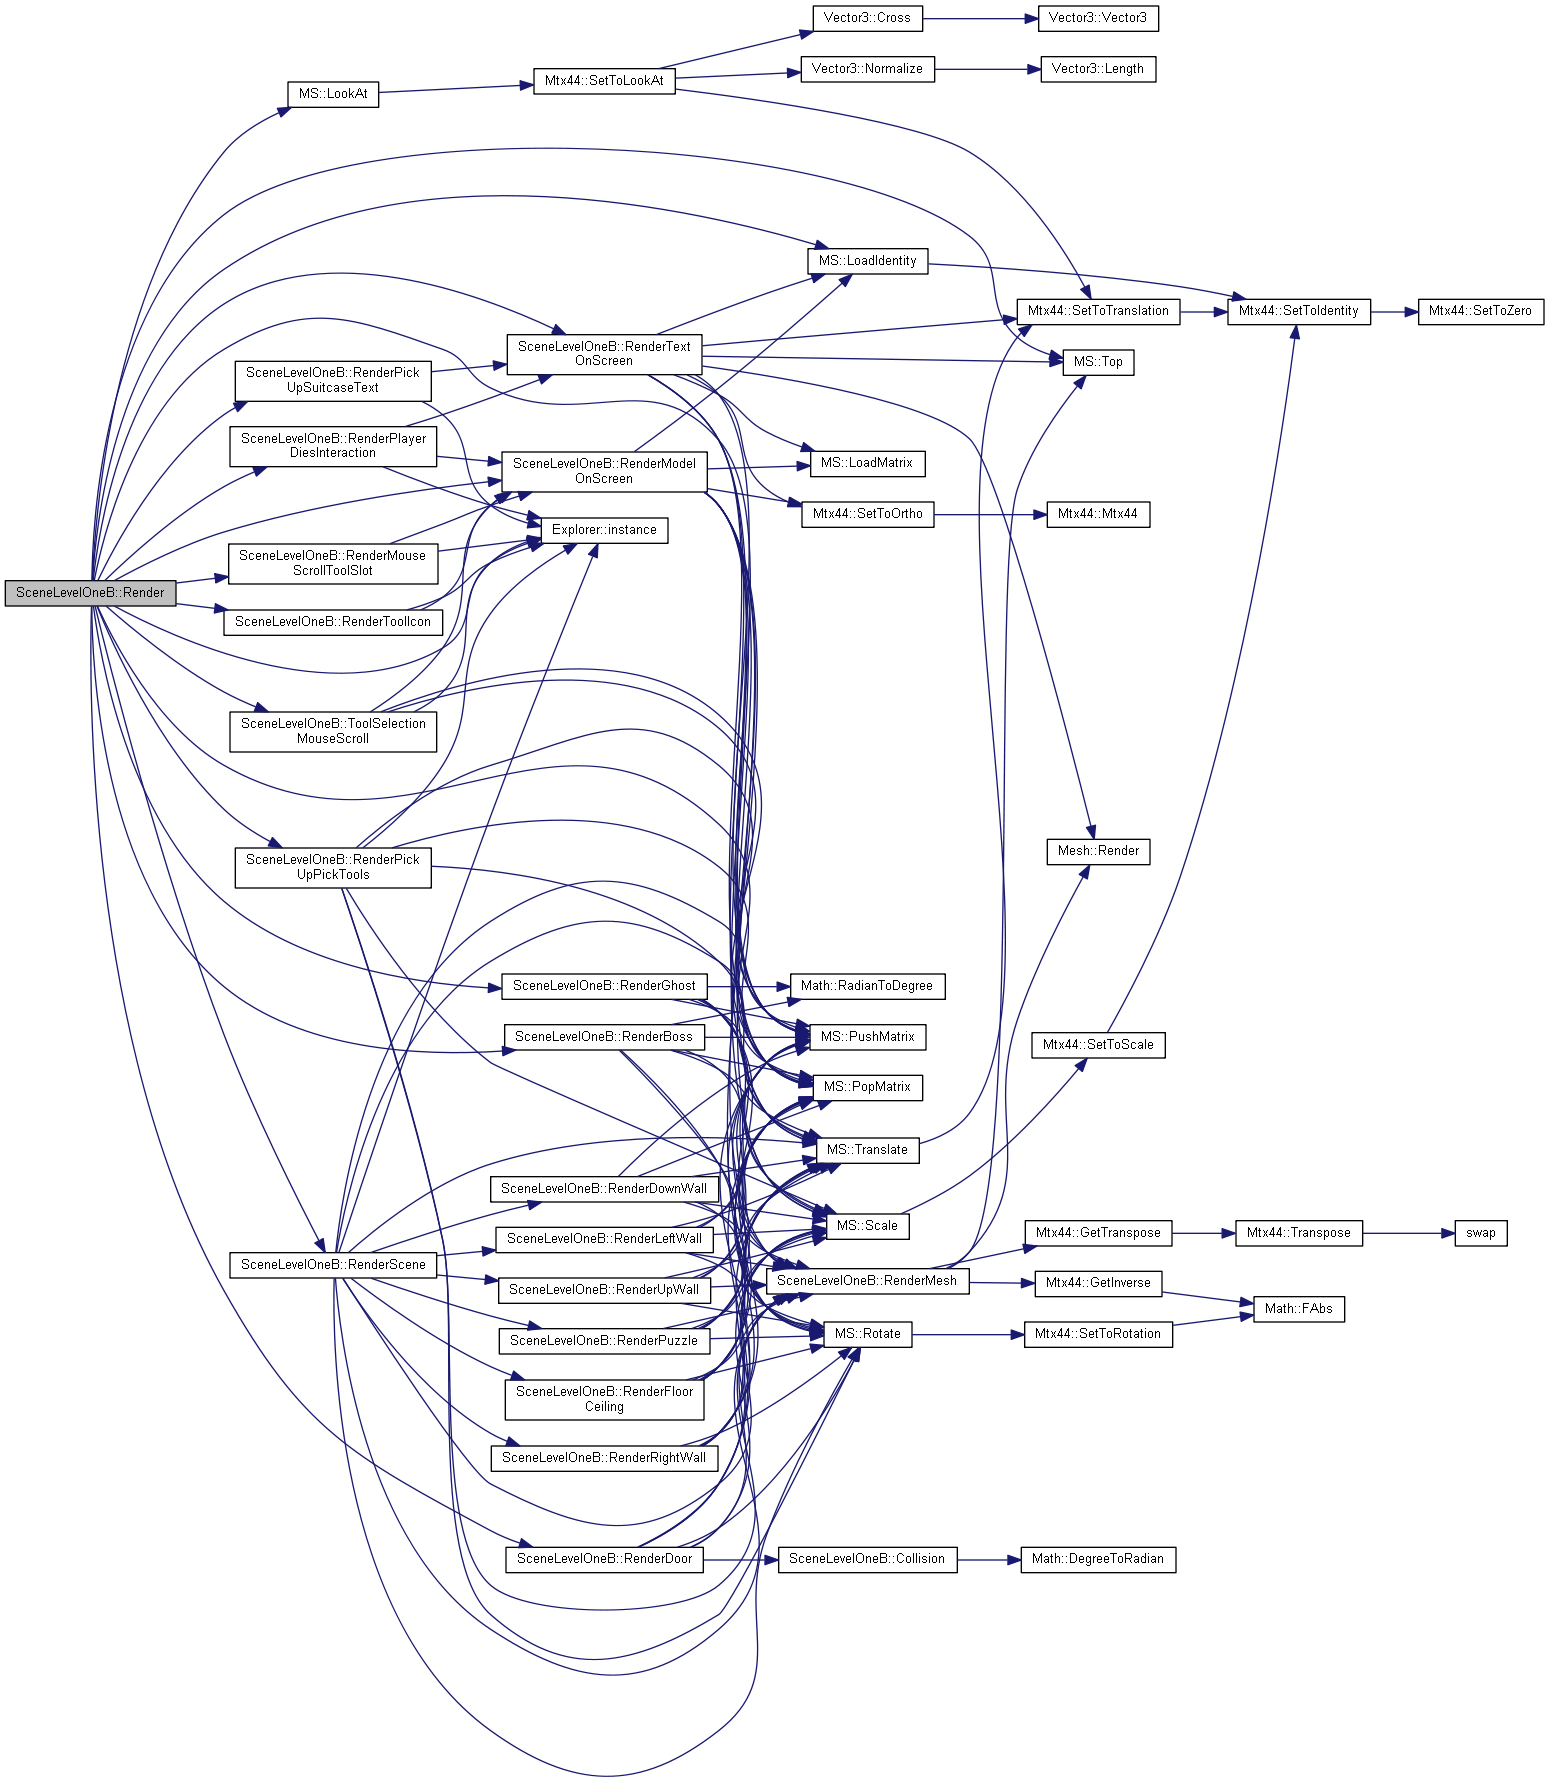 Vector3::Cross
Vector3::Vector3
Vector3::Normalize
Vector3::Length
Mtx44::SetToLookAt
MS::LookAt
MS::LoadIdentity
Mtx44::SetToTranslation
Mtx44::SetToIdentity
Mtx44::SetToZero
SceneLevelOneB::RenderText
OnScreen
MS::Top
SceneLevelOneB::RenderPick
UpSuitcaseText
SceneLevelOneB::RenderPlayer
DiesInteraction
SceneLevelOneB::RenderModel
OnScreen
MS::LoadMatrix
Mtx44::SetToOrtho
Mtx44::Mtx44
Explorer::instance
SceneLevelOneB::RenderMouse
ScrollToolSlot
SceneLevelOneB::Render
SceneLevelOneB::RenderToolIcon
SceneLevelOneB::ToolSelection
MouseScroll
Mesh::Render
SceneLevelOneB::RenderPick
UpPickTools
SceneLevelOneB::RenderGhost
Math::RadianToDegree
SceneLevelOneB::RenderBoss
MS::PushMatrix
Mtx44::SetToScale
MS::PopMatrix
MS::Translate
SceneLevelOneB::RenderDownWall
MS::Scale
SceneLevelOneB::RenderLeftWall
Mtx44::GetTranspose
Mtx44::Transpose
swap
SceneLevelOneB::RenderScene
SceneLevelOneB::RenderMesh
Mtx44::GetInverse
SceneLevelOneB::RenderUpWall
Math::FAbs
SceneLevelOneB::RenderPuzzle
MS::Rotate
Mtx44::SetToRotation
SceneLevelOneB::RenderFloor
Ceiling
SceneLevelOneB::RenderRightWall
SceneLevelOneB::RenderDoor
SceneLevelOneB::Collision
Math::DegreeToRadian